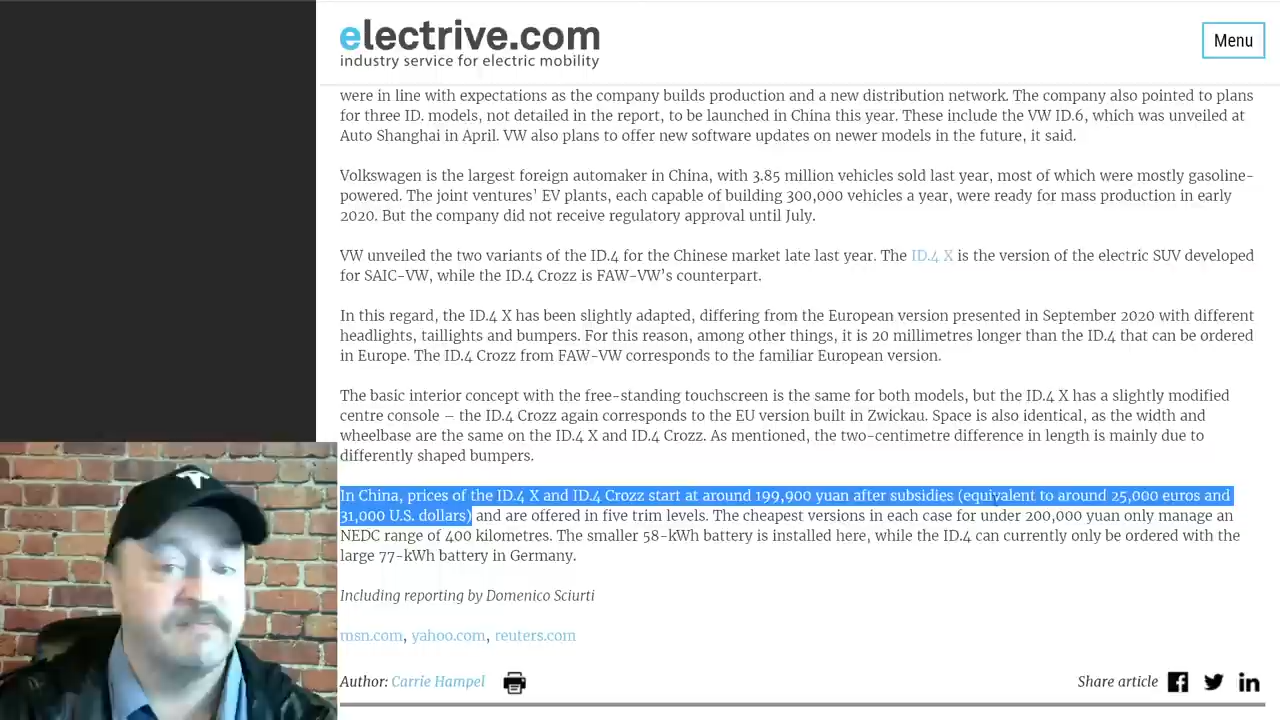 electrive.com
industry service for electric mobility
Menu
were in line with expectations as the company builds production and a new distribution network. The company also pointed to plans
for three ID. models, not detailed in the report, to be launched in China this year. These include the VW ID.6, which was unveiled at
Auto Shanghai in April. VW also plans to offer new software updates on newer models in the future, it said.
Volkswagen is the largest foreign automaker in China, with 3.85 million vehicles sold last year, most of which were mostly gasoline-
powered. The joint ventures’ EV plants, each capable of building 300,000 vehicles a year, were ready for mass production in early
2020. But the company did not receive regulatory approval until July.
VW unveiled the two variants of the ID.4 for the Chinese market late last year. The ID.4 X is the version of the electric SUV developed
for SAIC-VW, while the ID.4 Crozz is FAW-VW’s counterpart.
In this regard, the ID.4 X has been slightly adapted, differing from the European version presented in September 2020 with different
headlights, taillights and bumpers. For this reason, among other things, it is 20 millimetres longer than the ID.4 that can be ordered
in Europe. The ID.4 Crozz from FAW-VW corresponds to the familiar European version.
The basic interior concept with the free-standing touchscreen is the same for both models, but the ID.4 X has a slightly modified
centre console – the ID.4 Crozz again corresponds to the EU version built in Zwickau. Space is also identical, as the width and
wheelbase are the same on the ID.4 X and ID.4 Crozz. As mentioned, the two-centimetre difference in length is mainly due to
differently shaped bumpers.
In China, prices of the ID.4 X and ID.4 Crozz start at around 199,900 yuan after subsidies (equivalent to around 25,000 euros and
31,000 U.S. dollars) and are offered in five trim levels. The cheapest versions in each case for under 200,000 yuan only manage an
NEDC range of 400 kilometres. The smaller 58-kWh battery is installed here, while the ID.4 can currently only be ordered with the
large 77-kWh battery in Germany.
Including reporting by Domenico Sciurti
msn.com, yahoo.com, reuters.com
Author: Carrie Hampel
Share article